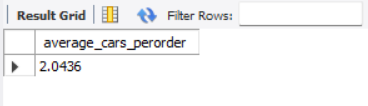 Result Grid Filter Rows:
average_cars_perorder
2.0436